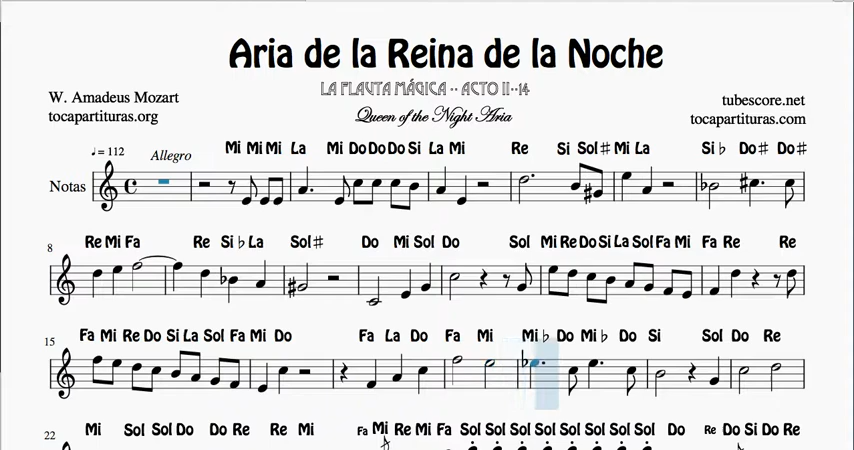 Aria de la Reina de la Noche
LA FLAUTA MÁGICA -- ACTO II--14
W. Amadeus Mozart
tubescore.net
tocapartituras.org
Queen of the Night Aria
tocapartituras.com
♩ = 112
Allegro
Mi Mi Mi La Mi Do Do Do Si La Mi Re Si Sol♯ Mi La Si♭ Do♯ Do♯
Notas
Re Mi Fa Re Si♭ La Sol♯ Do Mi Sol Do Sol Mi Re Do Si La Sol Fa Mi Fa Re Re
8
Fa Mi Re Do Si La Sol Fa Mi Do Fa La Do Fa Mi Mi♭ Do Mi♭ Do Si Sol Do Re
15
22
Mi Sol Sol Do Do Re Re Mi Fa Mi Re Mi Fa Sol Sol Sol Sol Sol Sol Sol Sol Do Re Do Si Do Re